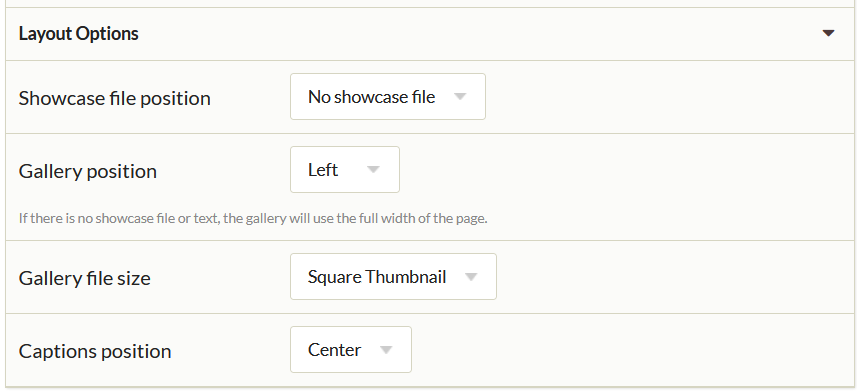 Layout Options
Showcase file position
No showcase file
Gallery position
Left
If there is no showcase file or text, the gallery will use the full width of the page.
Gallery file size
Square Thumbnail
Captions position
Center